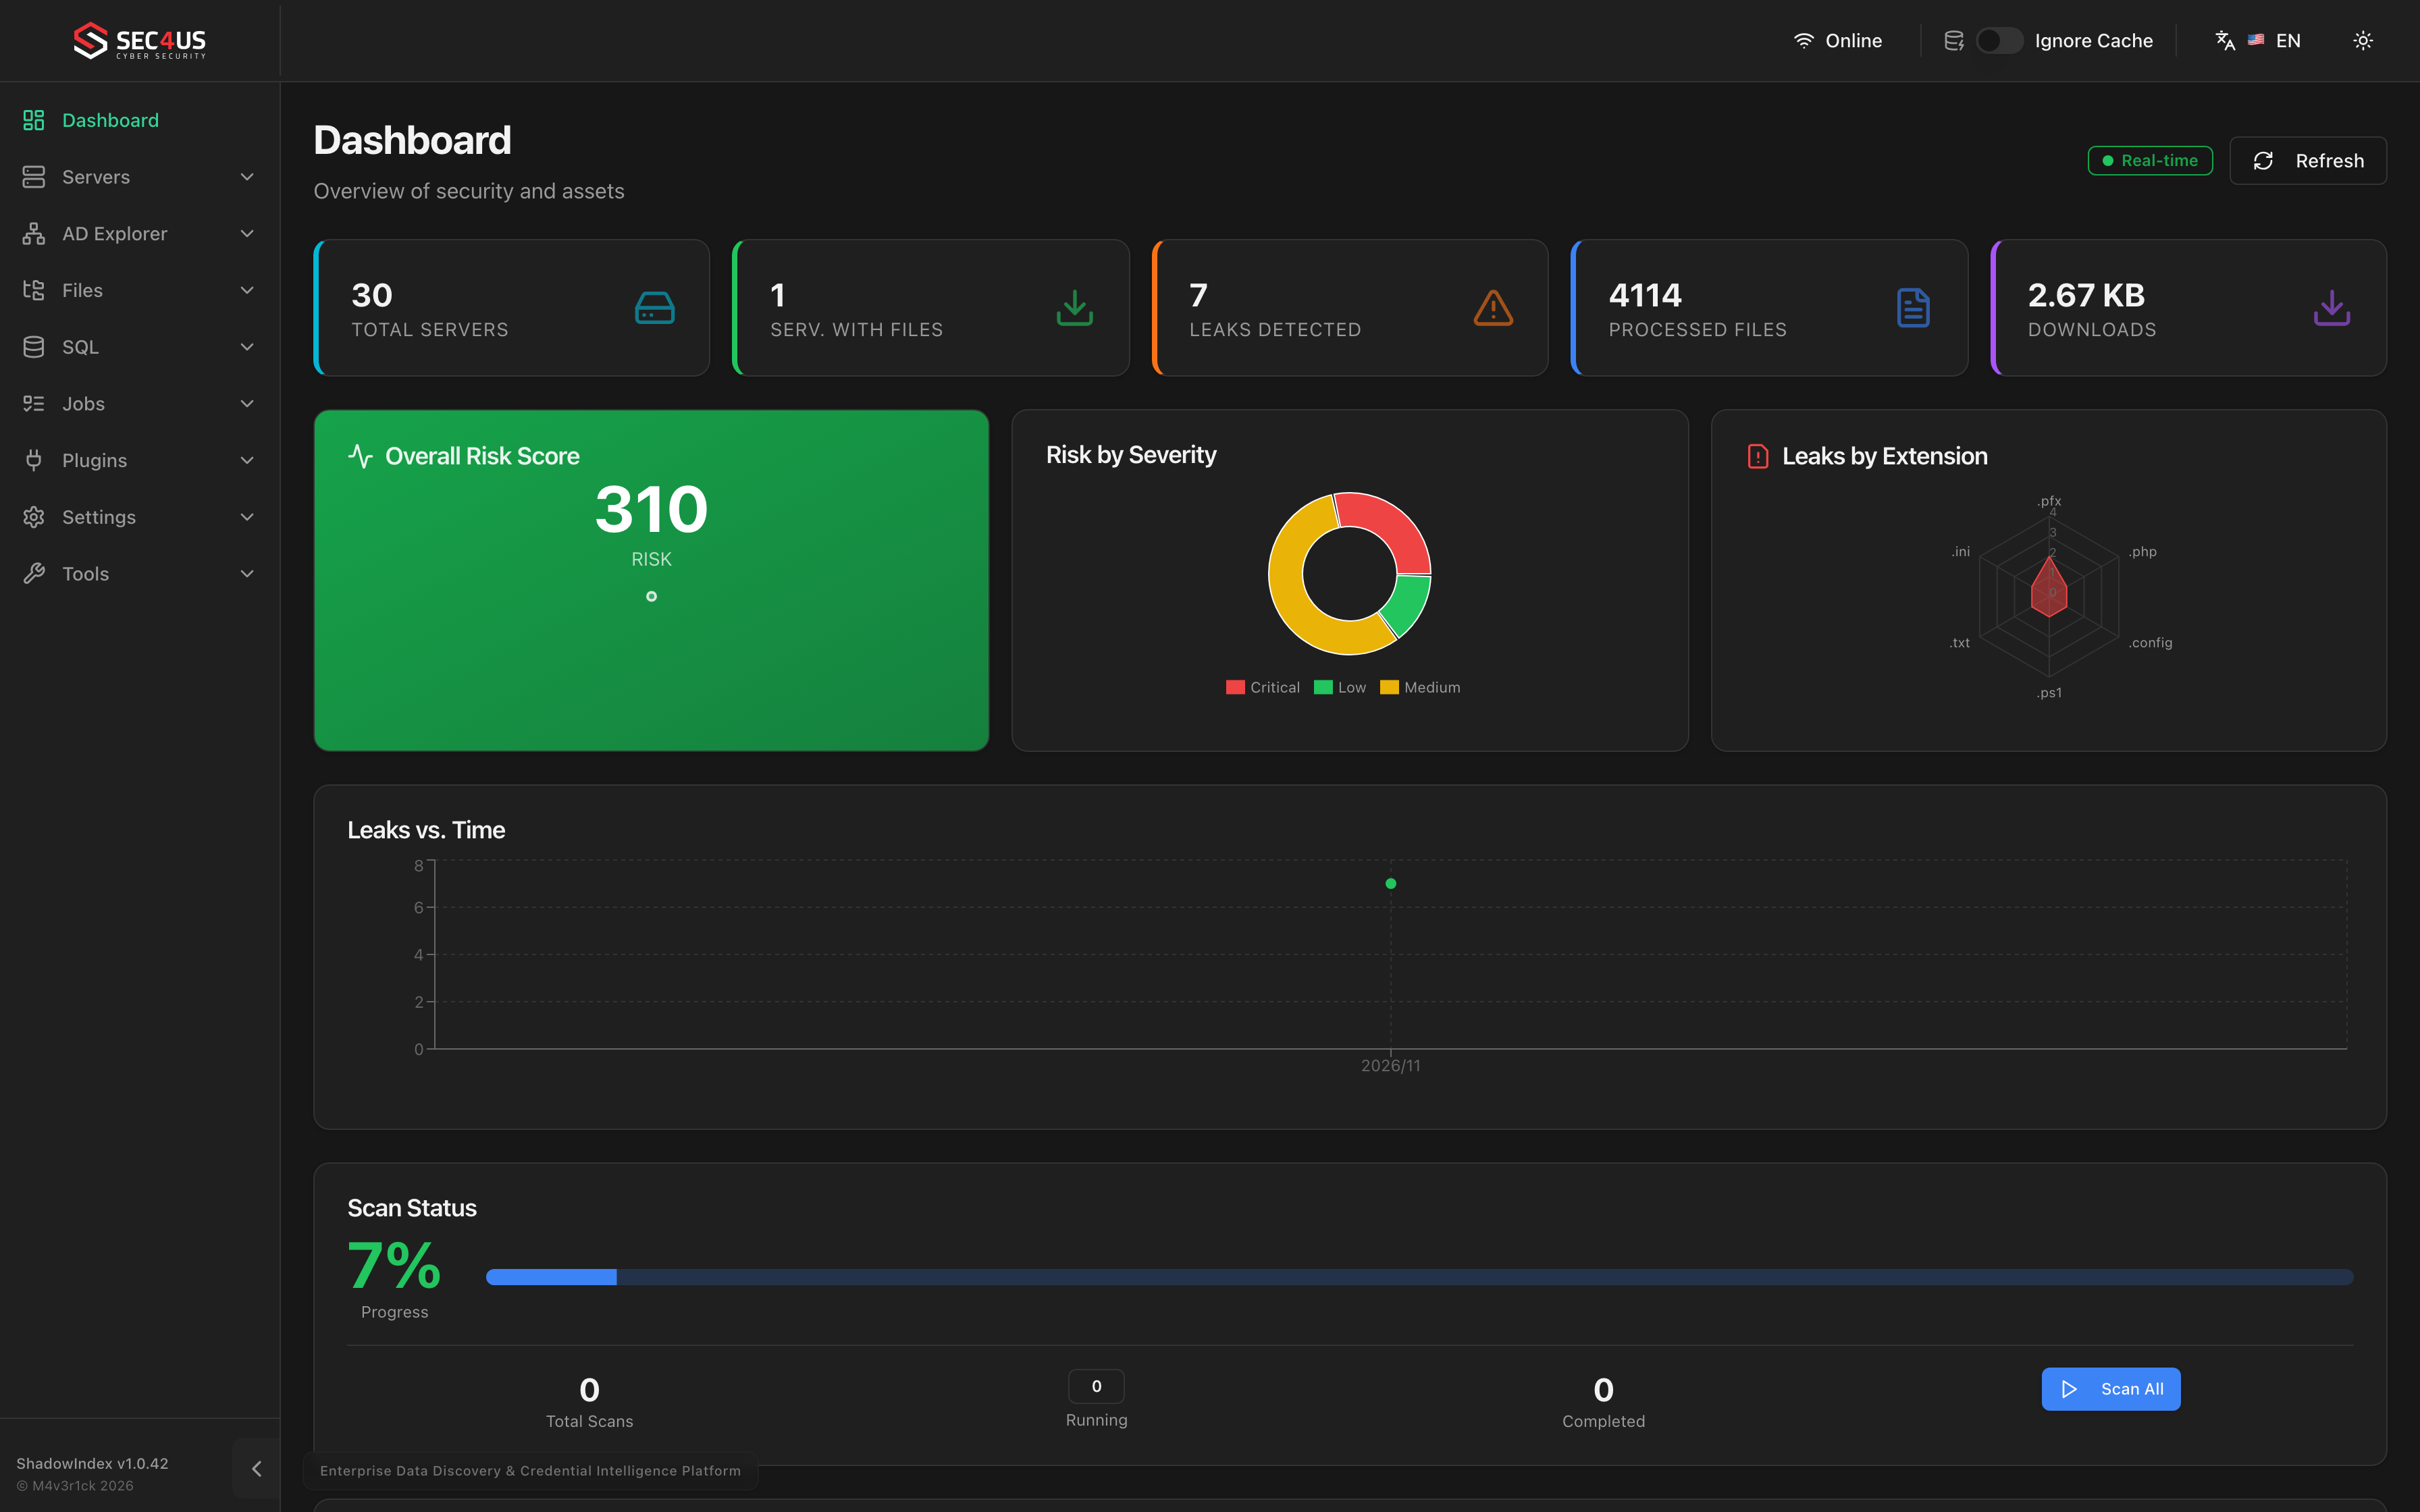 SEC4US
CYBER SECURITY
Online
Ignore Cache
EN
Dashboard
Servers
AD Explorer
Files
SQL
Jobs
Plugins
Settings
Tools
Dashboard
Overview of security and assets
Real-time
Refresh
30
TOTAL SERVERS
1
SERV. WITH FILES
7
LEAKS DETECTED
4114
PROCESSED FILES
2.67 KB
DOWNLOADS
Overall Risk Score
310
RISK
Risk by Severity
Critical Low Medium
Leaks by Extension
.pfx
4
3
2
1
0
.ini
.php
.txt
.config
.ps1
Leaks vs. Time
8
6
4
2
0
2026/11
Scan Status
7%
Progress
0
Total Scans
0
Running
0
Completed
Scan All
ShadowIndex v1.0.42
© M4v3r1ck 2026
Enterprise Data Discovery & Credential Intelligence Platform